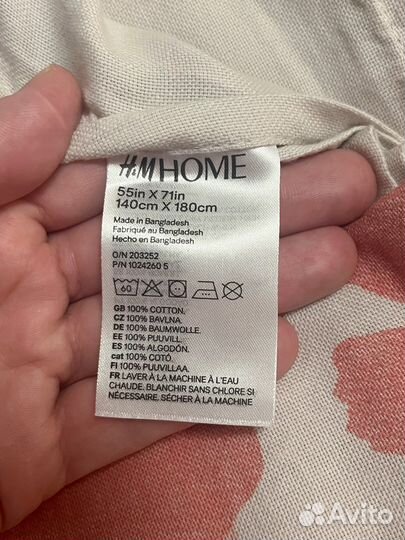 H&M HOME
55in X 71in
140cm X 180cm
Made in Bangladesh
Fabriqué au Bangladesh
Hecho en Bangladesh
O/N 203252
P/N 1024260 5
60
GB 100% COTTON.
CZ 100% BAVLNA.
DE 100% BAUMWOLLE.
EE 100% PUUVILL.
ES 100% ALGODÓN.
cat 100% COTÓ.
FI 100% PUUVILLAA.
FR LAVER À LA MACHINE À L'EAU
CHAUDE. BLANCHIR SANS CHLORE SI
NÉCESSAIRE. SÉCHER À LA MACHINE
Avito